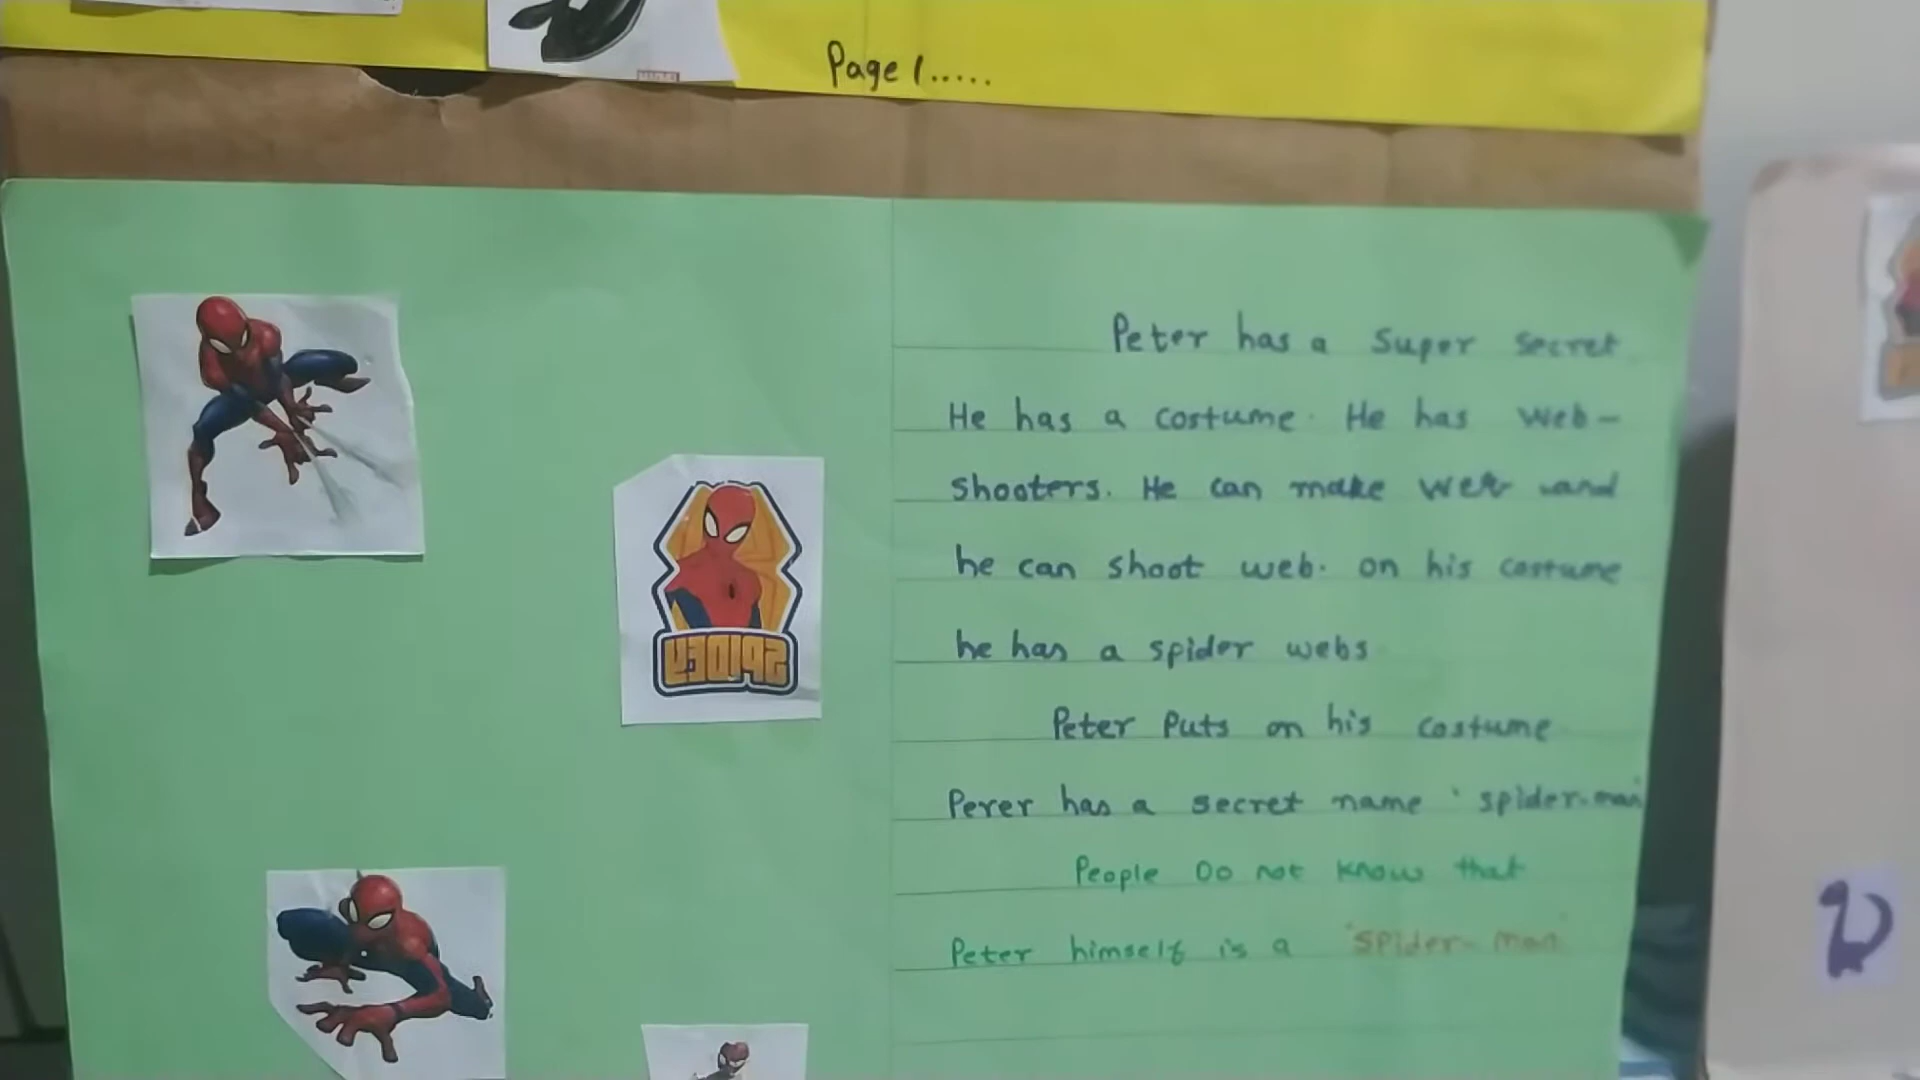 Page 1.....
Peter has a super secret
He has a costume. He has web-
shooters. He can make web and
he can shoot web. on his costume
he has a spider webs
Peter Puts on his costume
Perer has a secret name 'spider-man'
People Do not know that
Peter himself is a 'spider-man'
SPIDEY